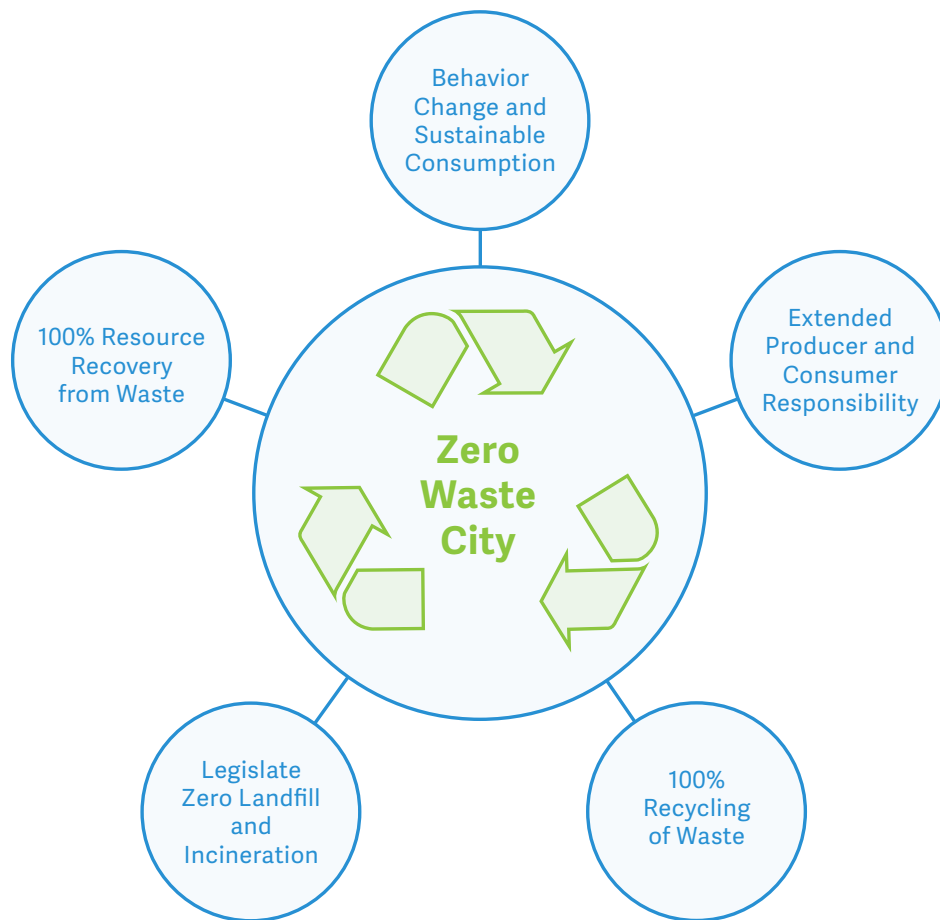 Behavior
Change and
Sustainable
Consumption
100% Resource
Recovery
from Waste
Extended
Producer and
Consumer
Responsibility
Zero
Waste
City
Legislate
Zero Landfill
and
Incineration
100%
Recycling
of Waste